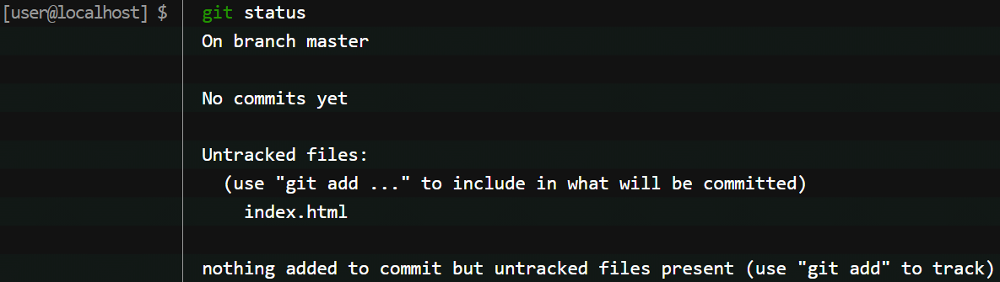 [user@localhost] $ git status
On branch master
No commits yet
Untracked files:
(use "git add ..." to include in what will be committed)
index.html
nothing added to commit but untracked files present (use "git add" to track)